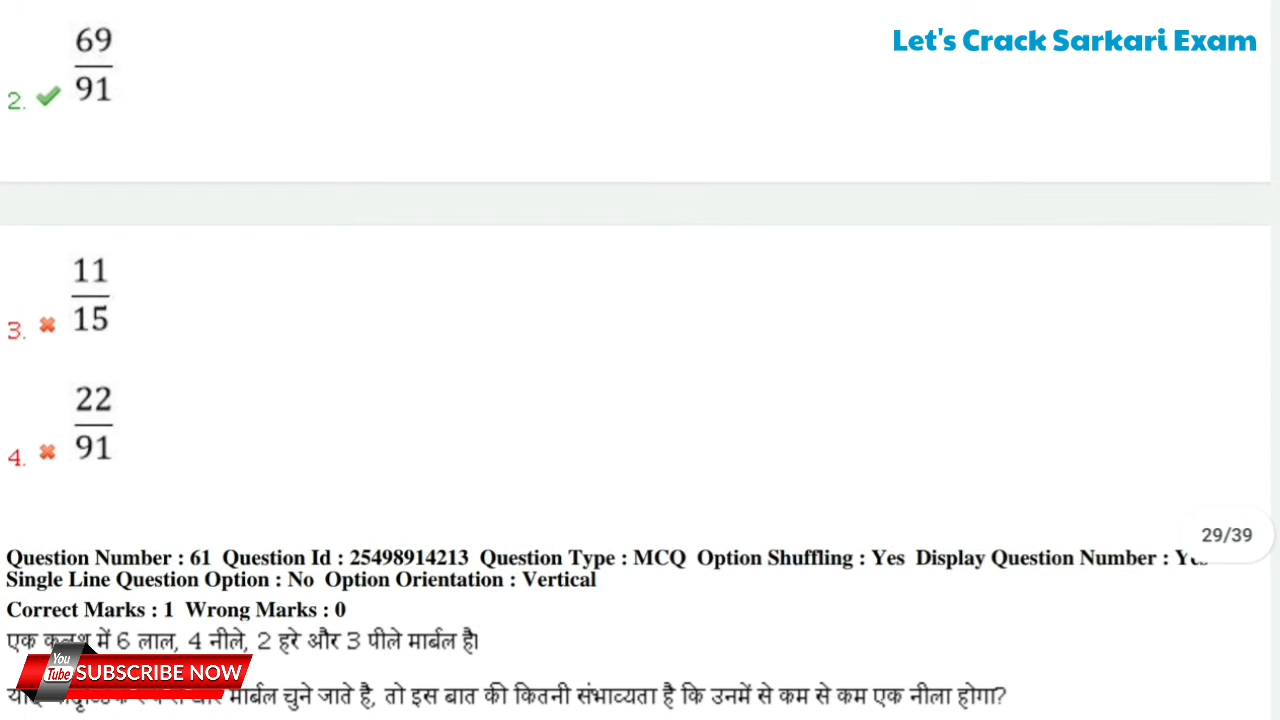 69
Let's Crack Sarkari Exam
91
2.
11
15
3.
22
91
4.
29/39
Question Number : 61 Question Id : 25498914213 Question Type : MCQ Option Shuffling : Yes Display Question Number : Yes
Single Line Question Option : No Option Orientation : Vertical
Correct Marks : 1 Wrong Marks : 0
एक में 6 लाल, 4 नीले, 2 हरे और 3 पीले मार्बल है।
You Tube SUBSCRIBE NOW
मार्बल चुने जाते है, तो इस बात की कितनी संभाव्यता है कि उनमें से कम से कम एक नीला होगा?